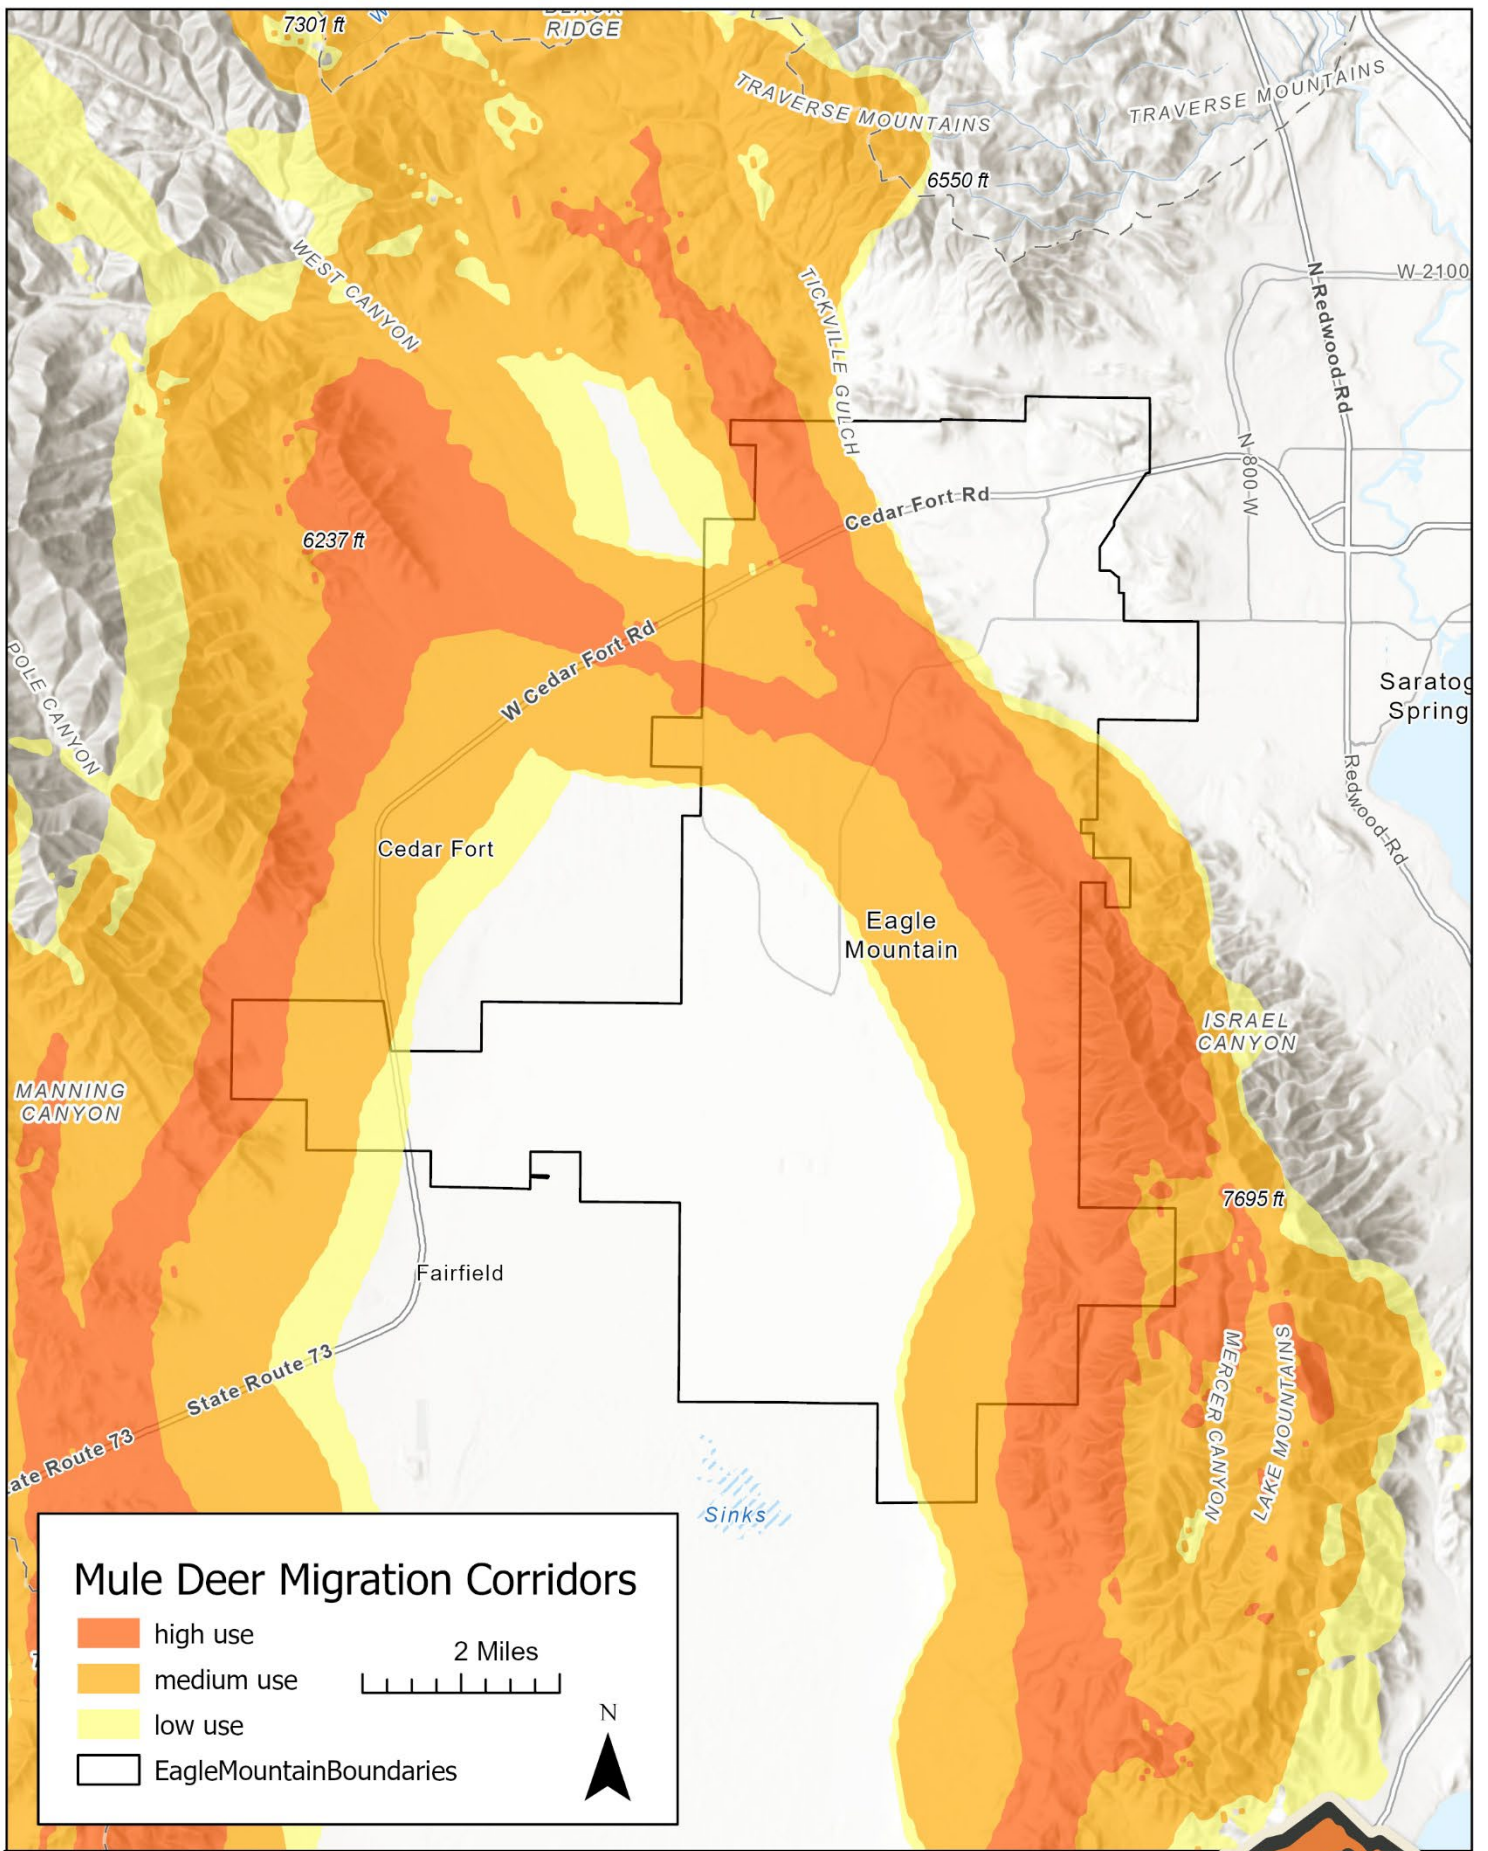 7301 ft
W
BLACK
RIDGE
TRAVERSE MOUNTAINS
TRAVERSE MOUNTAINS
6550 ft
WEST CANYON
TICKVILLE GULCH
W 2100
N Redwood Rd
N 800 W
Cedar Fort Rd
6237 ft
W Cedar Fort Rd
POLE CANYON
Saratog
Spring
Redwood Rd
Cedar Fort
Eagle
Mountain
ISRAEL
CANYON
MANNING
CANYON
7695 ft
Fairfield
State Route 73
ate Route 73
MERCER CANYON
LAKE MOUNTAINS
Sinks
Mule Deer Migration Corridors
high use
medium use
low use
EagleMountainBoundaries
2 Miles
N